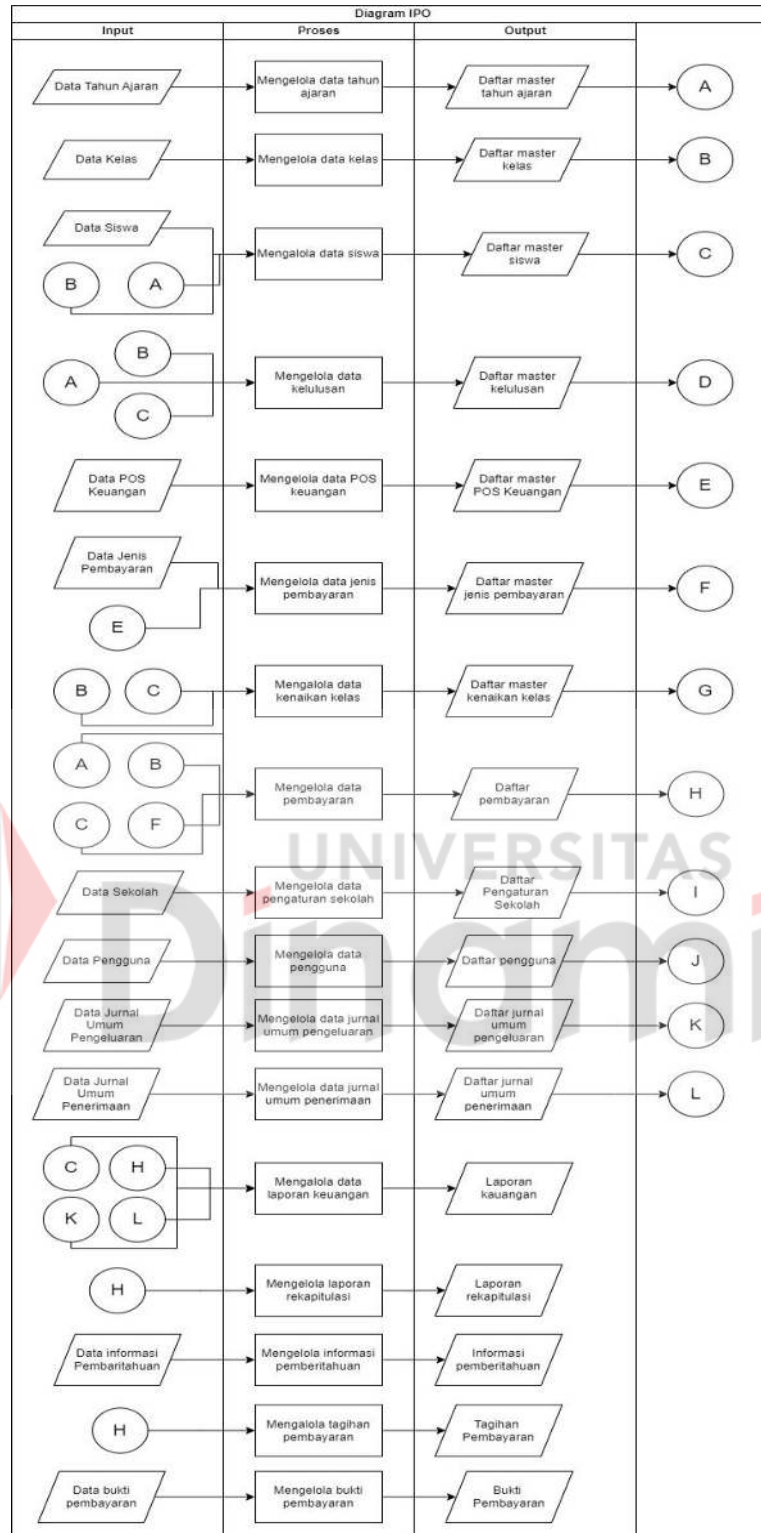 Diagram IPO
Input
Proses
Output
Data Tahun Ajaran
Mengelola data tahun
ajaran
Daftar master
tahun ajaran
A
Data Kelas
Mengelola data kelas
Daftar master
kelas
B
Data Siswa
B
A
Mengalola data siswa
Daftar master
siswa
C
B
A
C
Mengelola data
kelulusan
Daftar master
kelulusan
D
Data POS
Keuangan
Mengelola data POS
keuangan
Daftar master
POS Keuangan
E
Data Jenis
Pembayaran
E
Mengelola data jenis
pembayaran
Daftar master
jenis pembayaran
F
B
C
Mengalola data
kenaikan kelas
Daftar master
kenaikan kelas
G
A
B
C
F
Mengelola data
pembayaran
Daftar
pembayaran
H
UNIVERSITAS
Dinami
Data Sekolah
Mengelola data
pengaturan sekolah
Daftar
Pengaturan
Sekolah
I
Data Pengguna
Mengelola data
pengguna
Daftar pengguna
J
Data Jurnal
Umum
Pengeluaran
Mengelola data jurnal
umum pengeluaran
Daftar jurnal
umum
pengeluaran
K
Data Jurnal
Umum
Penerimaan
Mengelola data jurnal
umum penerimaan
Daftar jurnal
umum
penerimaan
L
C
H
K
L
Mengalola data
laporan keuangan
Laporan
kauangan
H
Mengelola laporan
rekapitulasi
Laporan
rekapitulasi
Data informasi
Pembaritahuan
Mengelola informasi
pemberitahuan
Informasi
pemberitahuan
H
Mengalola tagihan
pembayaran
Tagihan
Pembayaran
Data bukti
pembayaran
Mengelola bukti
pembayaran
Bukti
Pembayaran